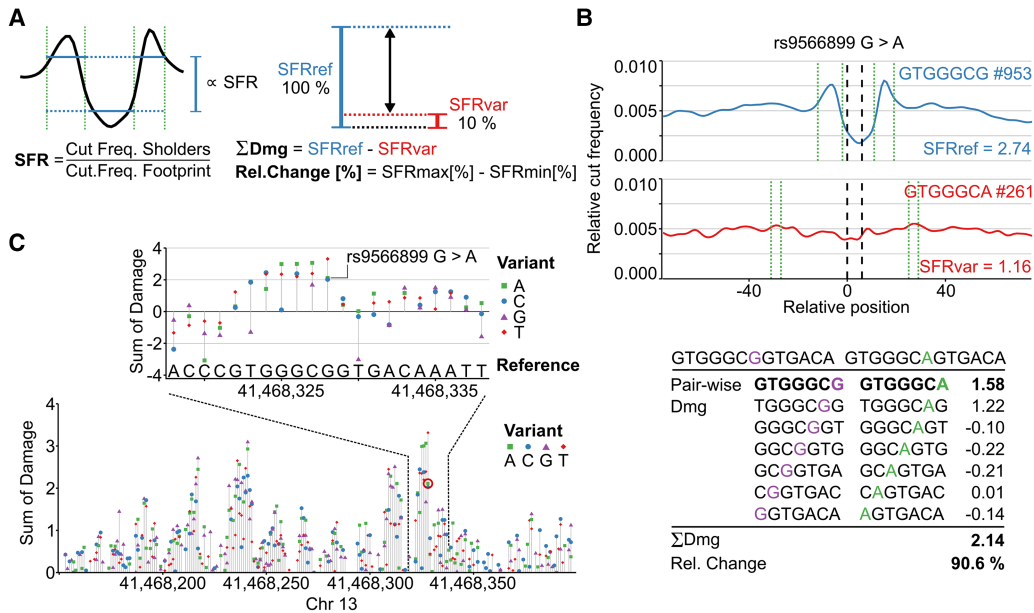 A
∝ SFR
SFR = Cut Freq. Sholders
Cut.Freq. Footprint
SFRref
100 %
SFRvar
10 %
∑Dmg = SFRref - SFRvar
Rel.Change [%] = SFRmax[%] - SFRmin[%]
B
rs9566899 G > A
Relative cut frequency
0.010
0.005
0.000
GTGGGCG #953
SFRref = 2.74
0.010
0.005
0.000
GTGGGCA #261
SFRvar = 1.16
-40 0 40
Relative position
GTGGGCGGTGACA GTGGGCAGTGACA
Pair-wise GTGGGCG GTGGGCA 1.58
Dmg TGGGCGG TGGGCAG 1.22
GGGCGGT GGGCAGT -0.10
GGCGGTG GGCAGTG -0.22
GCGGTGA GCAGTGA -0.21
CGGTGAC CAGTGAC 0.01
GGTGACA AGTGACA -0.14
∑Dmg 2.14
Rel. Change 90.6 %
C
Sum of Damage
4
2
0
-2
-4
rs9566899 G > A
Variant
A
C
G
T
Reference
A C C C G T G G G C G G T G A C A A A T T
41,468,325 41,468,335
Sum of Damage
4
3
2
1
0
Variant
A C G T
41,468,200 41,468,250 41,468,300 41,468,350
Chr 13